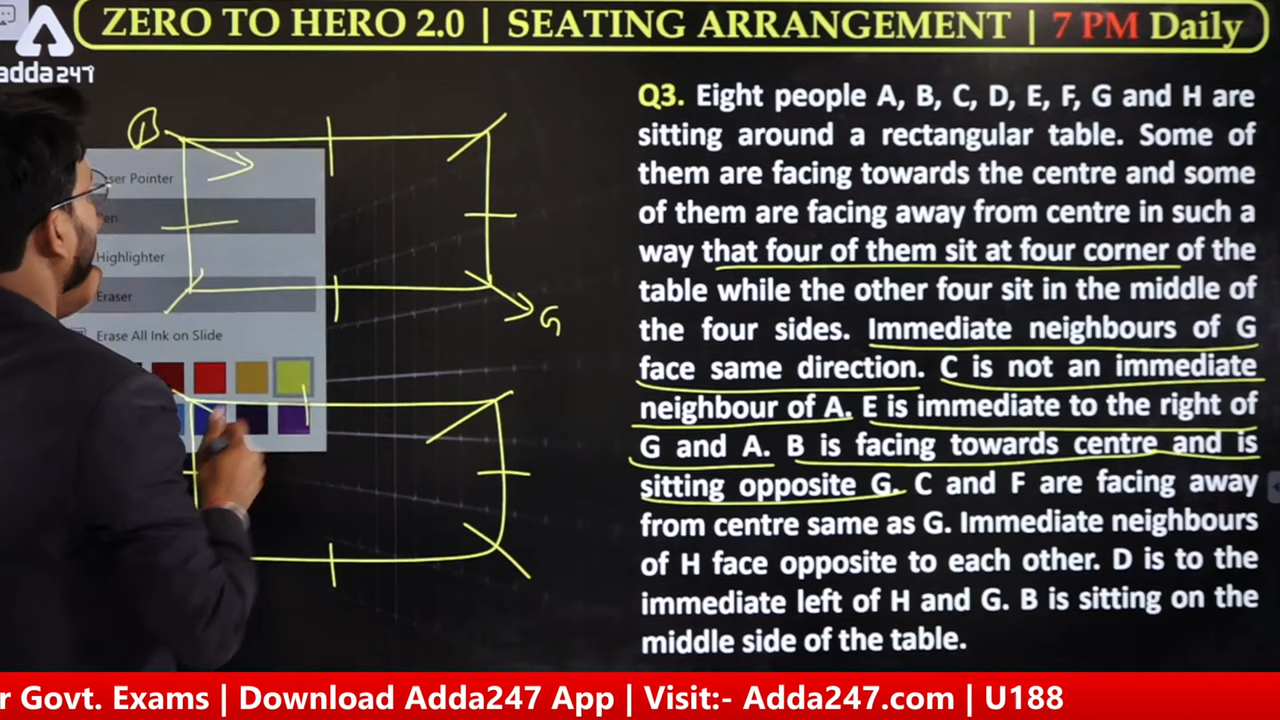 ZERO TO HERO 2.0 | SEATING ARRANGEMENT | 7 PM Daily
adda247
Q3. Eight people A, B, C, D, E, F, G and H are
sitting around a rectangular table. Some of
them are facing towards the centre and some
of them are facing away from centre in such a
way that four of them sit at four corner of the
table while the other four sit in the middle of
the four sides. Immediate neighbours of G
face same direction. C is not an immediate
neighbour of A. E is immediate to the right of
G and A. B is facing towards centre and is
sitting opposite G. C and F are facing away
from centre same as G. Immediate neighbours
of H face opposite to each other. D is to the
immediate left of H and G. B is sitting on the
middle side of the table.
B
G
Pointer
Highlighter
Eraser
Erase All Ink on Slide
r Govt. Exams | Download Adda247 App | Visit:- Adda247.com | U188